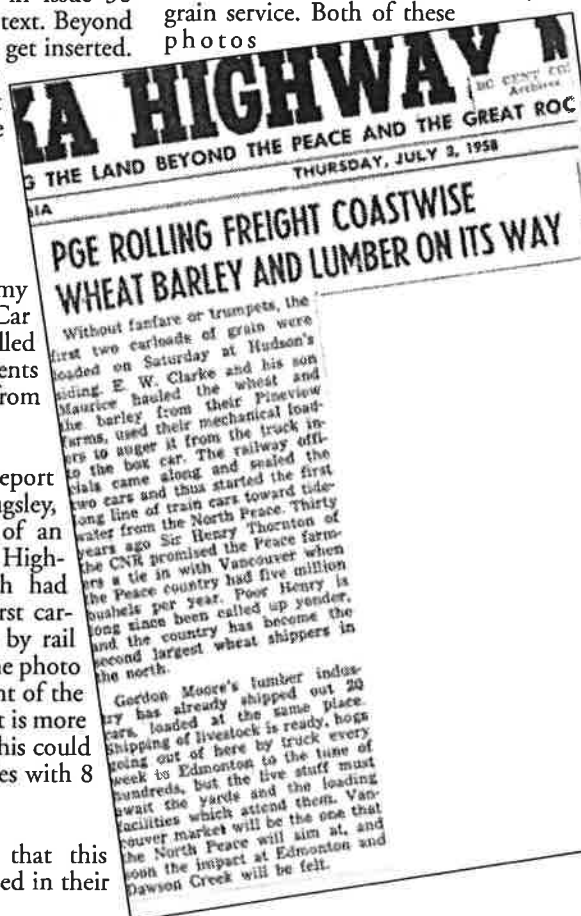 text. Beyond
get inserted.
grain service. Both of these
photos
my
Car
lled
ents
rom
eport
gsley,
of an
High-
h had
rst car-
by rail
e photo
nt of the
t is more
his could
es with 8
that this
ed in their
KA HIGHWAY N
BC CENT CO
Archives
G THE LAND BEYOND THE PEACE AND THE GREAT ROC
BIA
THURSDAY, JULY 3, 1958
PGE ROLLING FREIGHT COASTWISE
WHEAT BARLEY AND LUMBER ON ITS WAY
Without fanfare or trumpets, the
first two carloads of grain were
loaded on Saturday at Hudson's
siding. E. W. Clarke and his son
Maurice hauled the wheat and
the barley from their Pineview
farms, used their mechanical load-
ers to auger it from the truck in-
to the box car. The railway offi-
cials came along and sealed the
two cars and thus started the first
long line of train cars toward tide-
water from the North Peace. Thirty
years ago Sir Henry Thornton of
the CNR promised the Peace farm-
ers a tie in with Vancouver when
the Peace country had five million
bushels per year. Poor Henry is
long since been called up yonder,
and the country has become the
second largest wheat shippers in
the north.
Gordon Moore's lumber indus-
try has already shipped out 20
cars, loaded at the same place.
Shipping of livestock is ready, hogs
going out of here by truck every
week to Edmonton to the tune of
hundreds, but the live stuff must
await the yards and the loading
facilities which attend them. Van-
couver market will be the one that
the North Peace will aim at, and
soon the impact at Edmonton and
Dawson Creek will be felt.